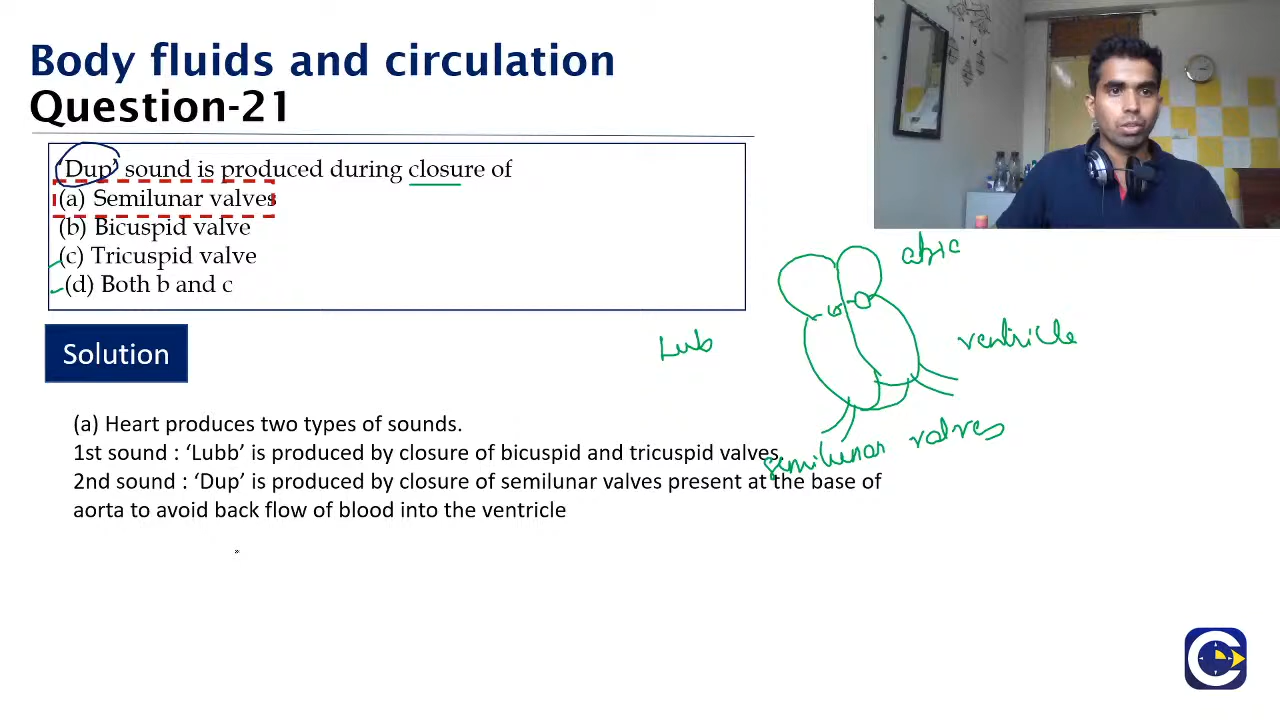 Body fluids and circulation
Question-21
‘Dup’ sound is produced during closure of
(a) Semilunar valves
(b) Bicuspid valve
(c) Tricuspid valve
(d) Both b and c
atria
ventricle
Lub
semilunar valves
Solution
(a) Heart produces two types of sounds.
1st sound : ‘Lubb’ is produced by closure of bicuspid and tricuspid valves.
2nd sound : ‘Dup’ is produced by closure of semilunar valves present at the base of
aorta to avoid back flow of blood into the ventricle